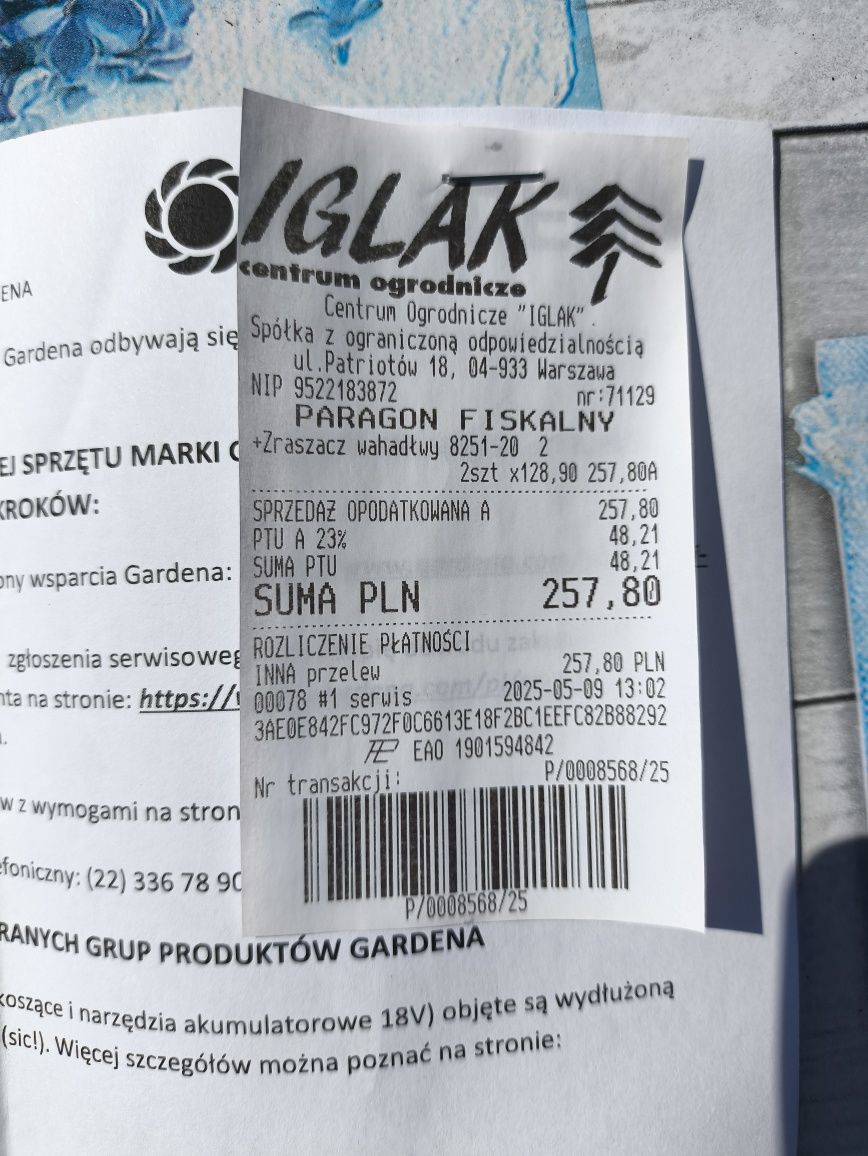 IGLAK
centrum ogrodnicze
Centrum Ogrodnicze "IGLAK".
Spółka z ograniczoną odpowiedzialnością
ul.Patriotów 18, 04-933 Warszawa
NIP 9522183872 nr:71129
PARAGON FISKALNY
+Zraszacz wahadłwy 8251-20 2
2szt x128,90 257,80A
SPRZEDAŻ OPODATKOWANA A 257,80
PTU A 23% 48,21
SUMA PTU 48,21
SUMA PLN 257,80
ROZLICZENIE PŁATNOŚCI
INNA przelew 257,80 PLN
00078 #1 serwis 2025-05-09 13:02
3AE0E842FC972F0C6613E18F2BC1EEFC82B88292
EAO 1901594842
Nr transakcji: P/0008568/25
P/0008568/25
ENA
Gardena odbywają się
EJ SPRZĘTU MARKI G
KROKÓW:
ony wsparcia Gardena:
zgłoszenia serwisoweg
nta na stronie: https://
w z wymogami na stron
efoniczny: (22) 336 78 90
RANYCH GRUP PRODUKTÓW GARDENA
koszące i narzędzia akumulatorowe 18V) objęte są wydłużoną
(sic!). Więcej szczegółów można poznać na stronie: